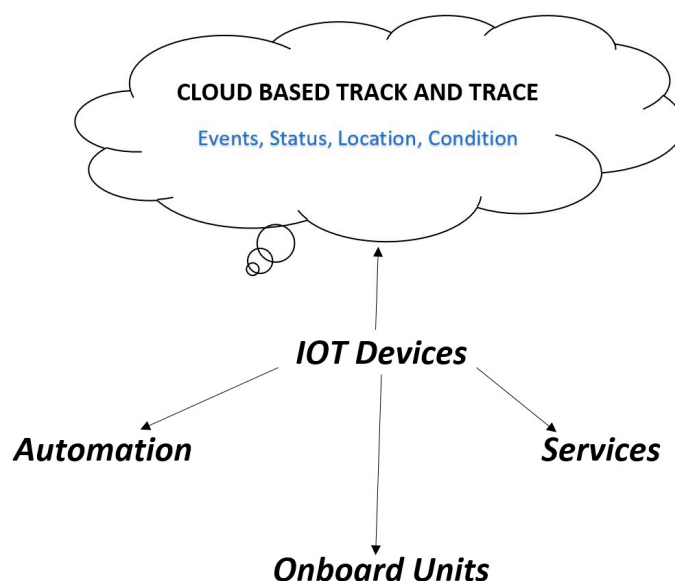 CLOUD BASED TRACK AND TRACE
Events, Status, Location, Condition
IOT Devices
Automation
Services
Onboard Units